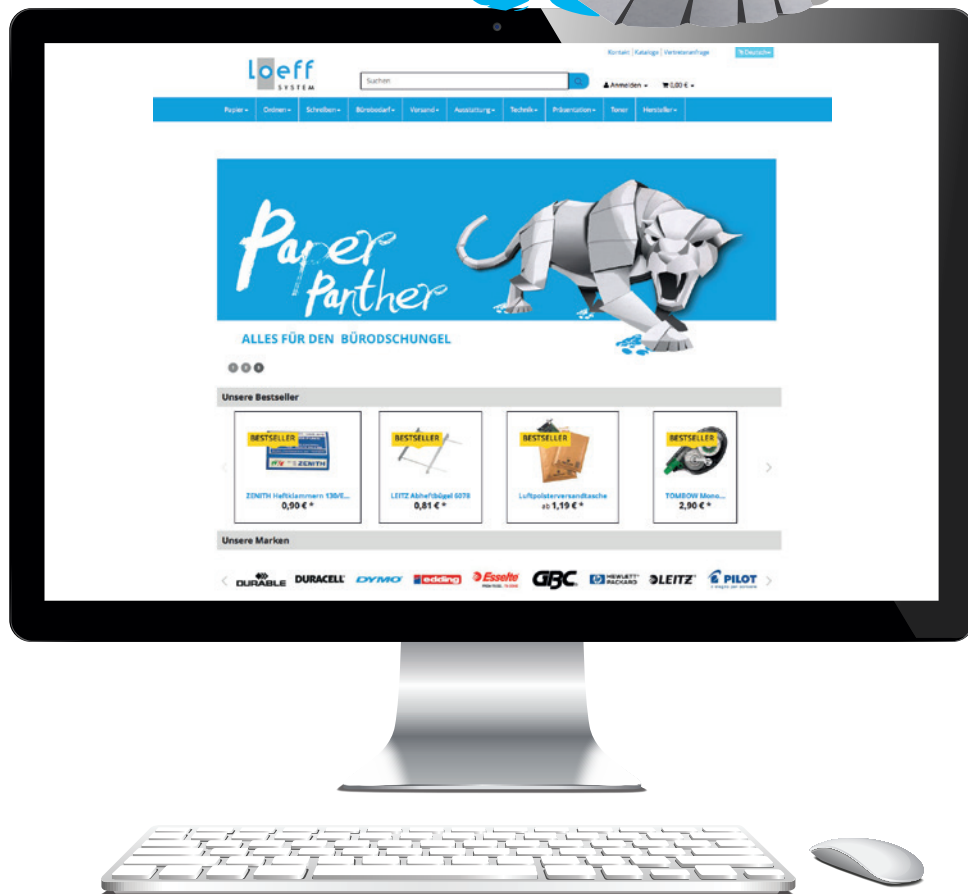 Kontakt | Kataloge | Vertreteranfrage
Deutsch
loeff
SYSTEM
Suchen
Anmelden
0,00 €
Papier Ordnen Schreiben Bürobedarf Versand Ausstattung Technik Präsentation Toner Hersteller
Paper
Panther
ALLES FÜR DEN BÜRODSCHUNGEL
Unsere Bestseller
BESTSELLER BESTSELLER BESTSELLER BESTSELLER
ZENITH
ZENITH Heftklammern 130/E... LEITZ Abheftbügel 6078 Luftpolsterversandtasche TOMBOW Mono...
0,90 € * 0,81 € * ab 1,19 € * 2,90 € *
Unsere Marken
DURABLE DURACELL DYMO edding Esselte GBC HEWLETT PACKARD LEITZ PILOT